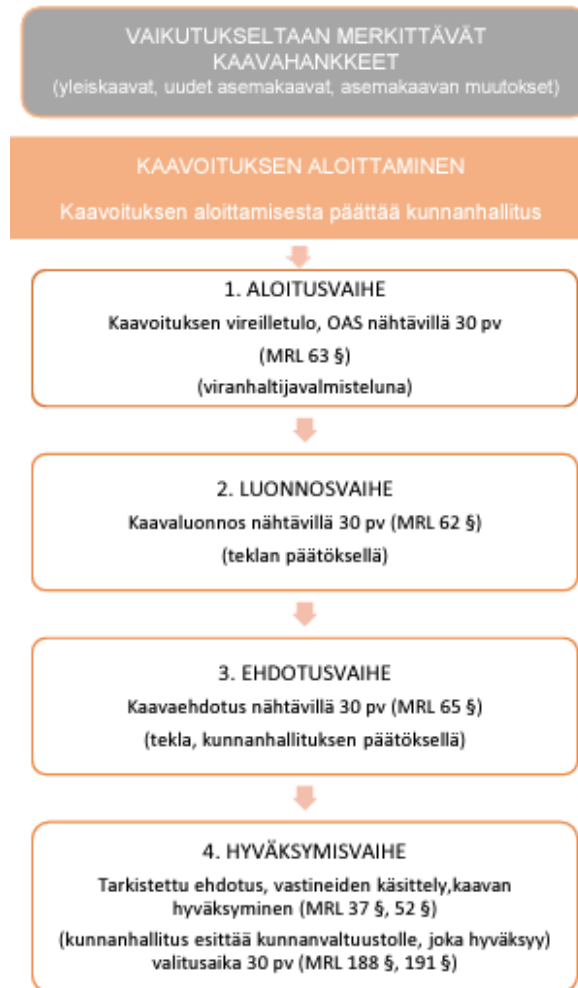 VAIKUTUKSELTAAN MERKITTÄVÄT
KAAVAHANKKEET
(yleiskaavat, uudet asemakaavat, asemakaavan muutokset)
KAAVOITUKSEN ALOITTAMINEN
Kaavoituksen aloittamisesta päättää kunnanhallitus
1. ALOITUSVAIHE
Kaavoituksen vireilletulo, OAS nähtävillä 30 pv
(MRL 63 §)
(viranhaltijavalmisteluna)
2. LUONNOSVAIHE
Kaavaluonnos nähtävillä 30 pv (MRL 62 §)
(teklan päätöksellä)
3. EHDOTUSVAIHE
Kaavaehdotus nähtävillä 30 pv (MRL 65 §)
(tekla, kunnanhallituksen päätöksellä)
4. HYVÄKSYMISVAIHE
Tarkistettu ehdotus, vastineiden käsittely,kaavan
hyväksyminen (MRL 37 §, 52 §)
(kunnanhallitus esittää kunnanvaltuustolle, joka hyväksyy)
valitusaika 30 pv (MRL 188 §, 191 §)